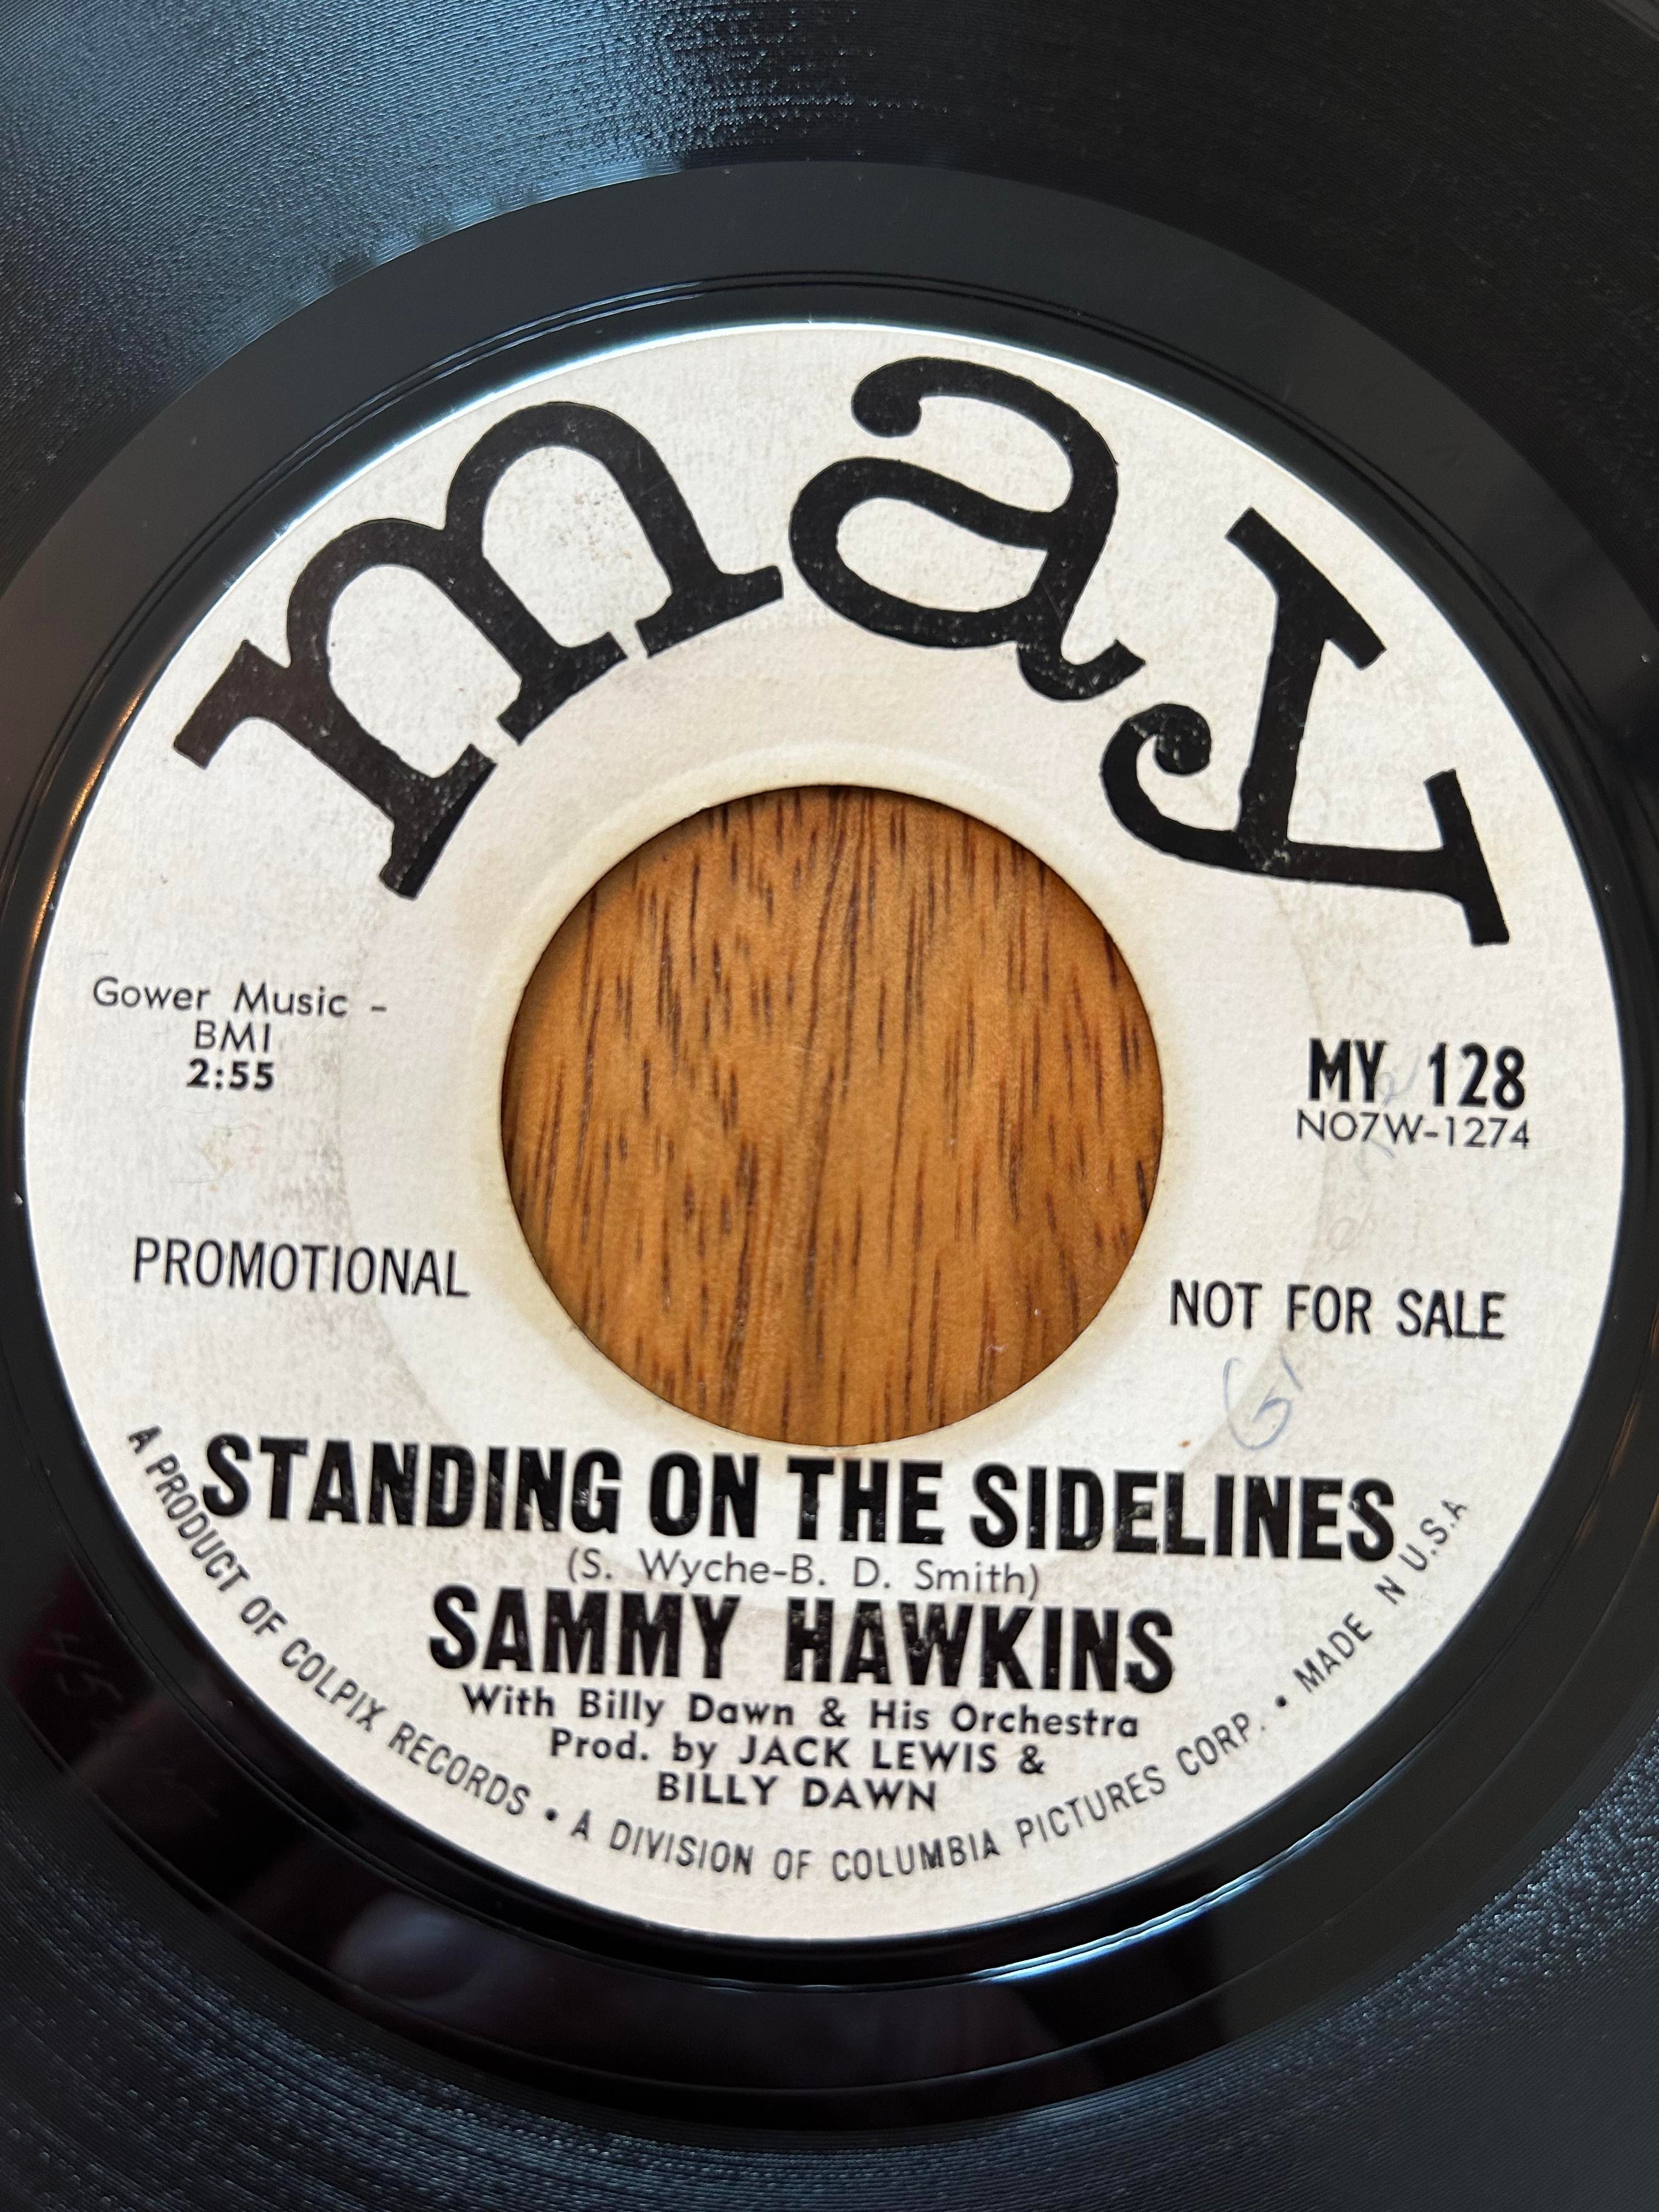 may
Gower Music -
BMI
2:55
MY 128
NO7W-1274
PROMOTIONAL
NOT FOR SALE
G
STANDING ON THE SIDELINES
(S. Wyche-B. D. Smith)
SAMMY HAWKINS
With Billy Dawn & His Orchestra
Prod. by JACK LEWIS &
BILLY DAWN
A PRODUCT OF COLPIX RECORDS • A DIVISION OF COLUMBIA PICTURES CORP. • MADE N U.S.A